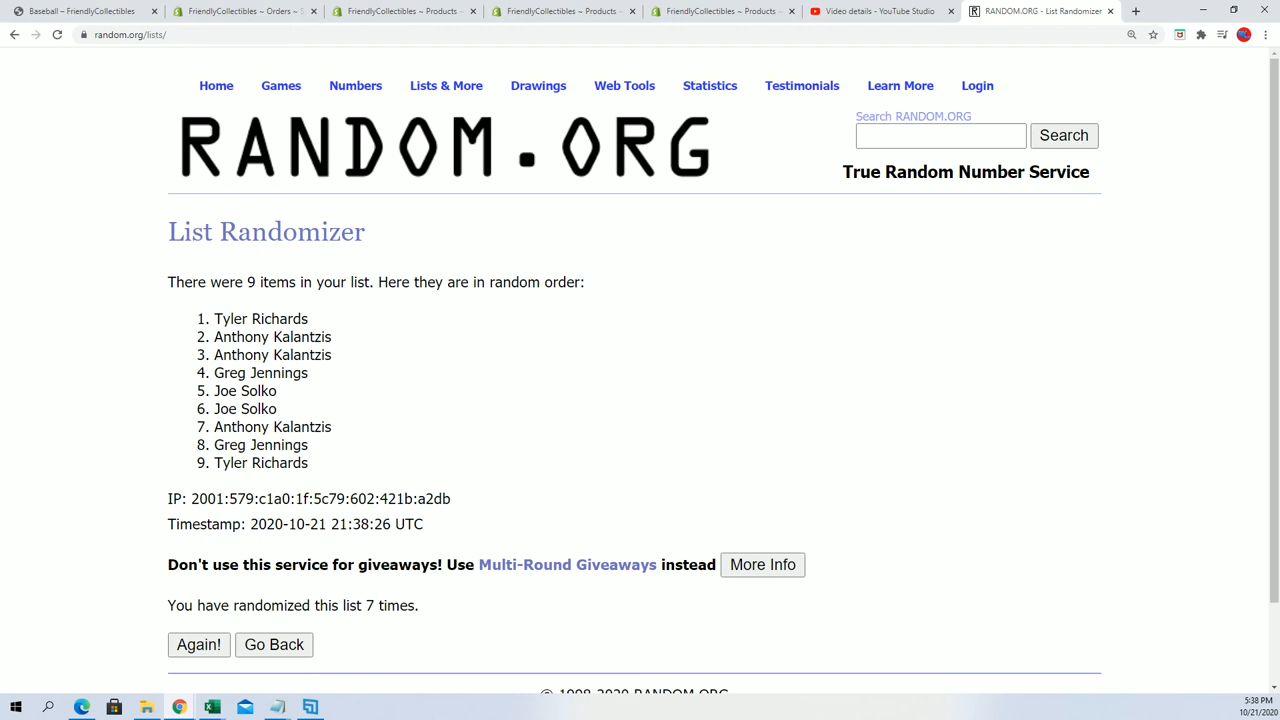 Baseball – FriendlyCollectibles
FriendlyCollectibles ~ Orders ~ S
FriendlyCollectibles ~ Products ~
FriendlyCollectibles ~ Products ~
FriendlyCollectibles ~ Products ~
Video details - YouTube Studio
RANDOM.ORG - List Randomizer
random.org/lists/
Home Games Numbers Lists & More Drawings Web Tools Statistics Testimonials Learn More Login
RANDOM.ORG
Search RANDOM.ORG
Search
True Random Number Service
List Randomizer
There were 9 items in your list. Here they are in random order:
1. Tyler Richards
2. Anthony Kalantzis
3. Anthony Kalantzis
4. Greg Jennings
5. Joe Solko
6. Joe Solko
7. Anthony Kalantzis
8. Greg Jennings
9. Tyler Richards
IP: 2001:579:c1a0:1f:5c79:602:421b:a2db
Timestamp: 2020-10-21 21:38:26 UTC
Don't use this service for giveaways! Use Multi-Round Giveaways instead More Info
You have randomized this list 7 times.
Again! Go Back
© 1998-2020 RANDOM.ORG
5:38 PM
10/21/2020